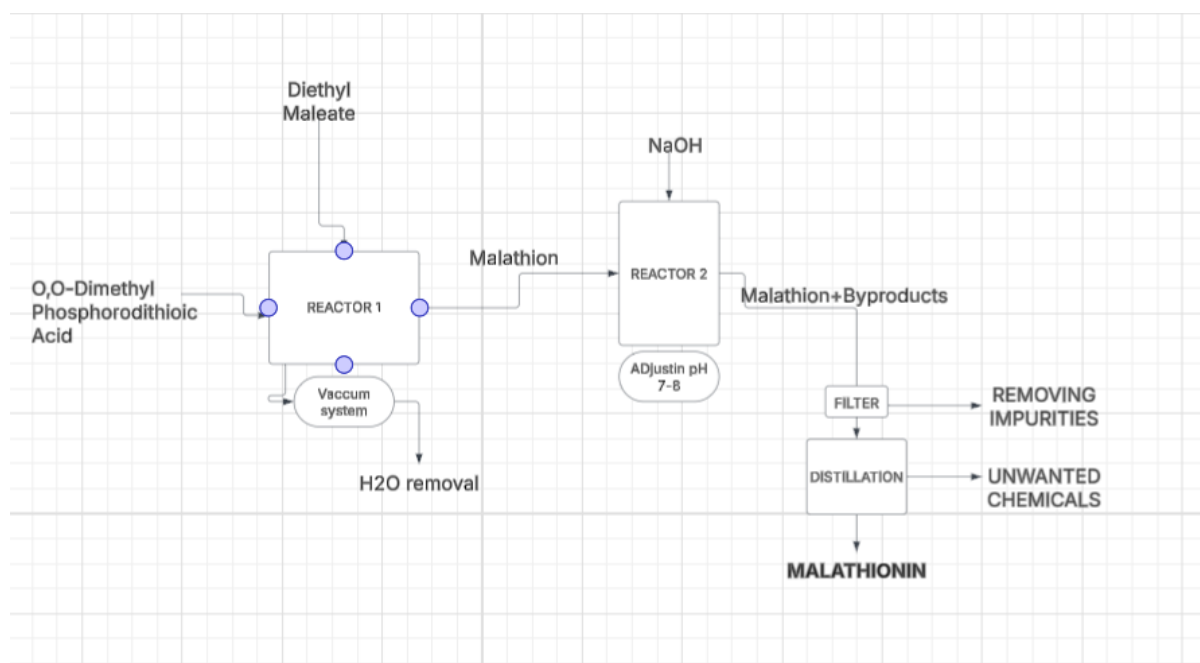 Diethyl
Maleate
NaOH
Malathion
REACTOR 2
O,O-Dimethyl
Phosphorodithioic
Acid
REACTOR 1
Malathion+Byproducts
ADjustin pH
7-8
Vaccum
system
FILTER
REMOVING
IMPURITIES
H2O removal
DISTILLATION
UNWANTED
CHEMICALS
MALATHIONIN